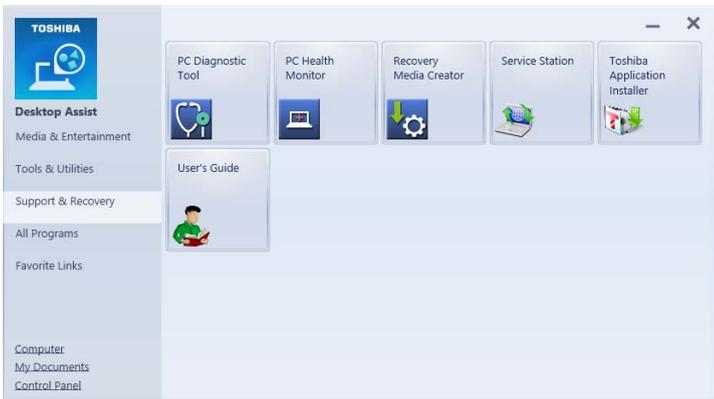 TOSHIBA
Desktop Assist
Media & Entertainment
Tools & Utilities
Support & Recovery
All Programs
Favorite Links
Computer
My Documents
Control Panel
PC Diagnostic
Tool
PC Health
Monitor
Recovery
Media Creator
Service Station
Toshiba
Application
Installer
User's Guide